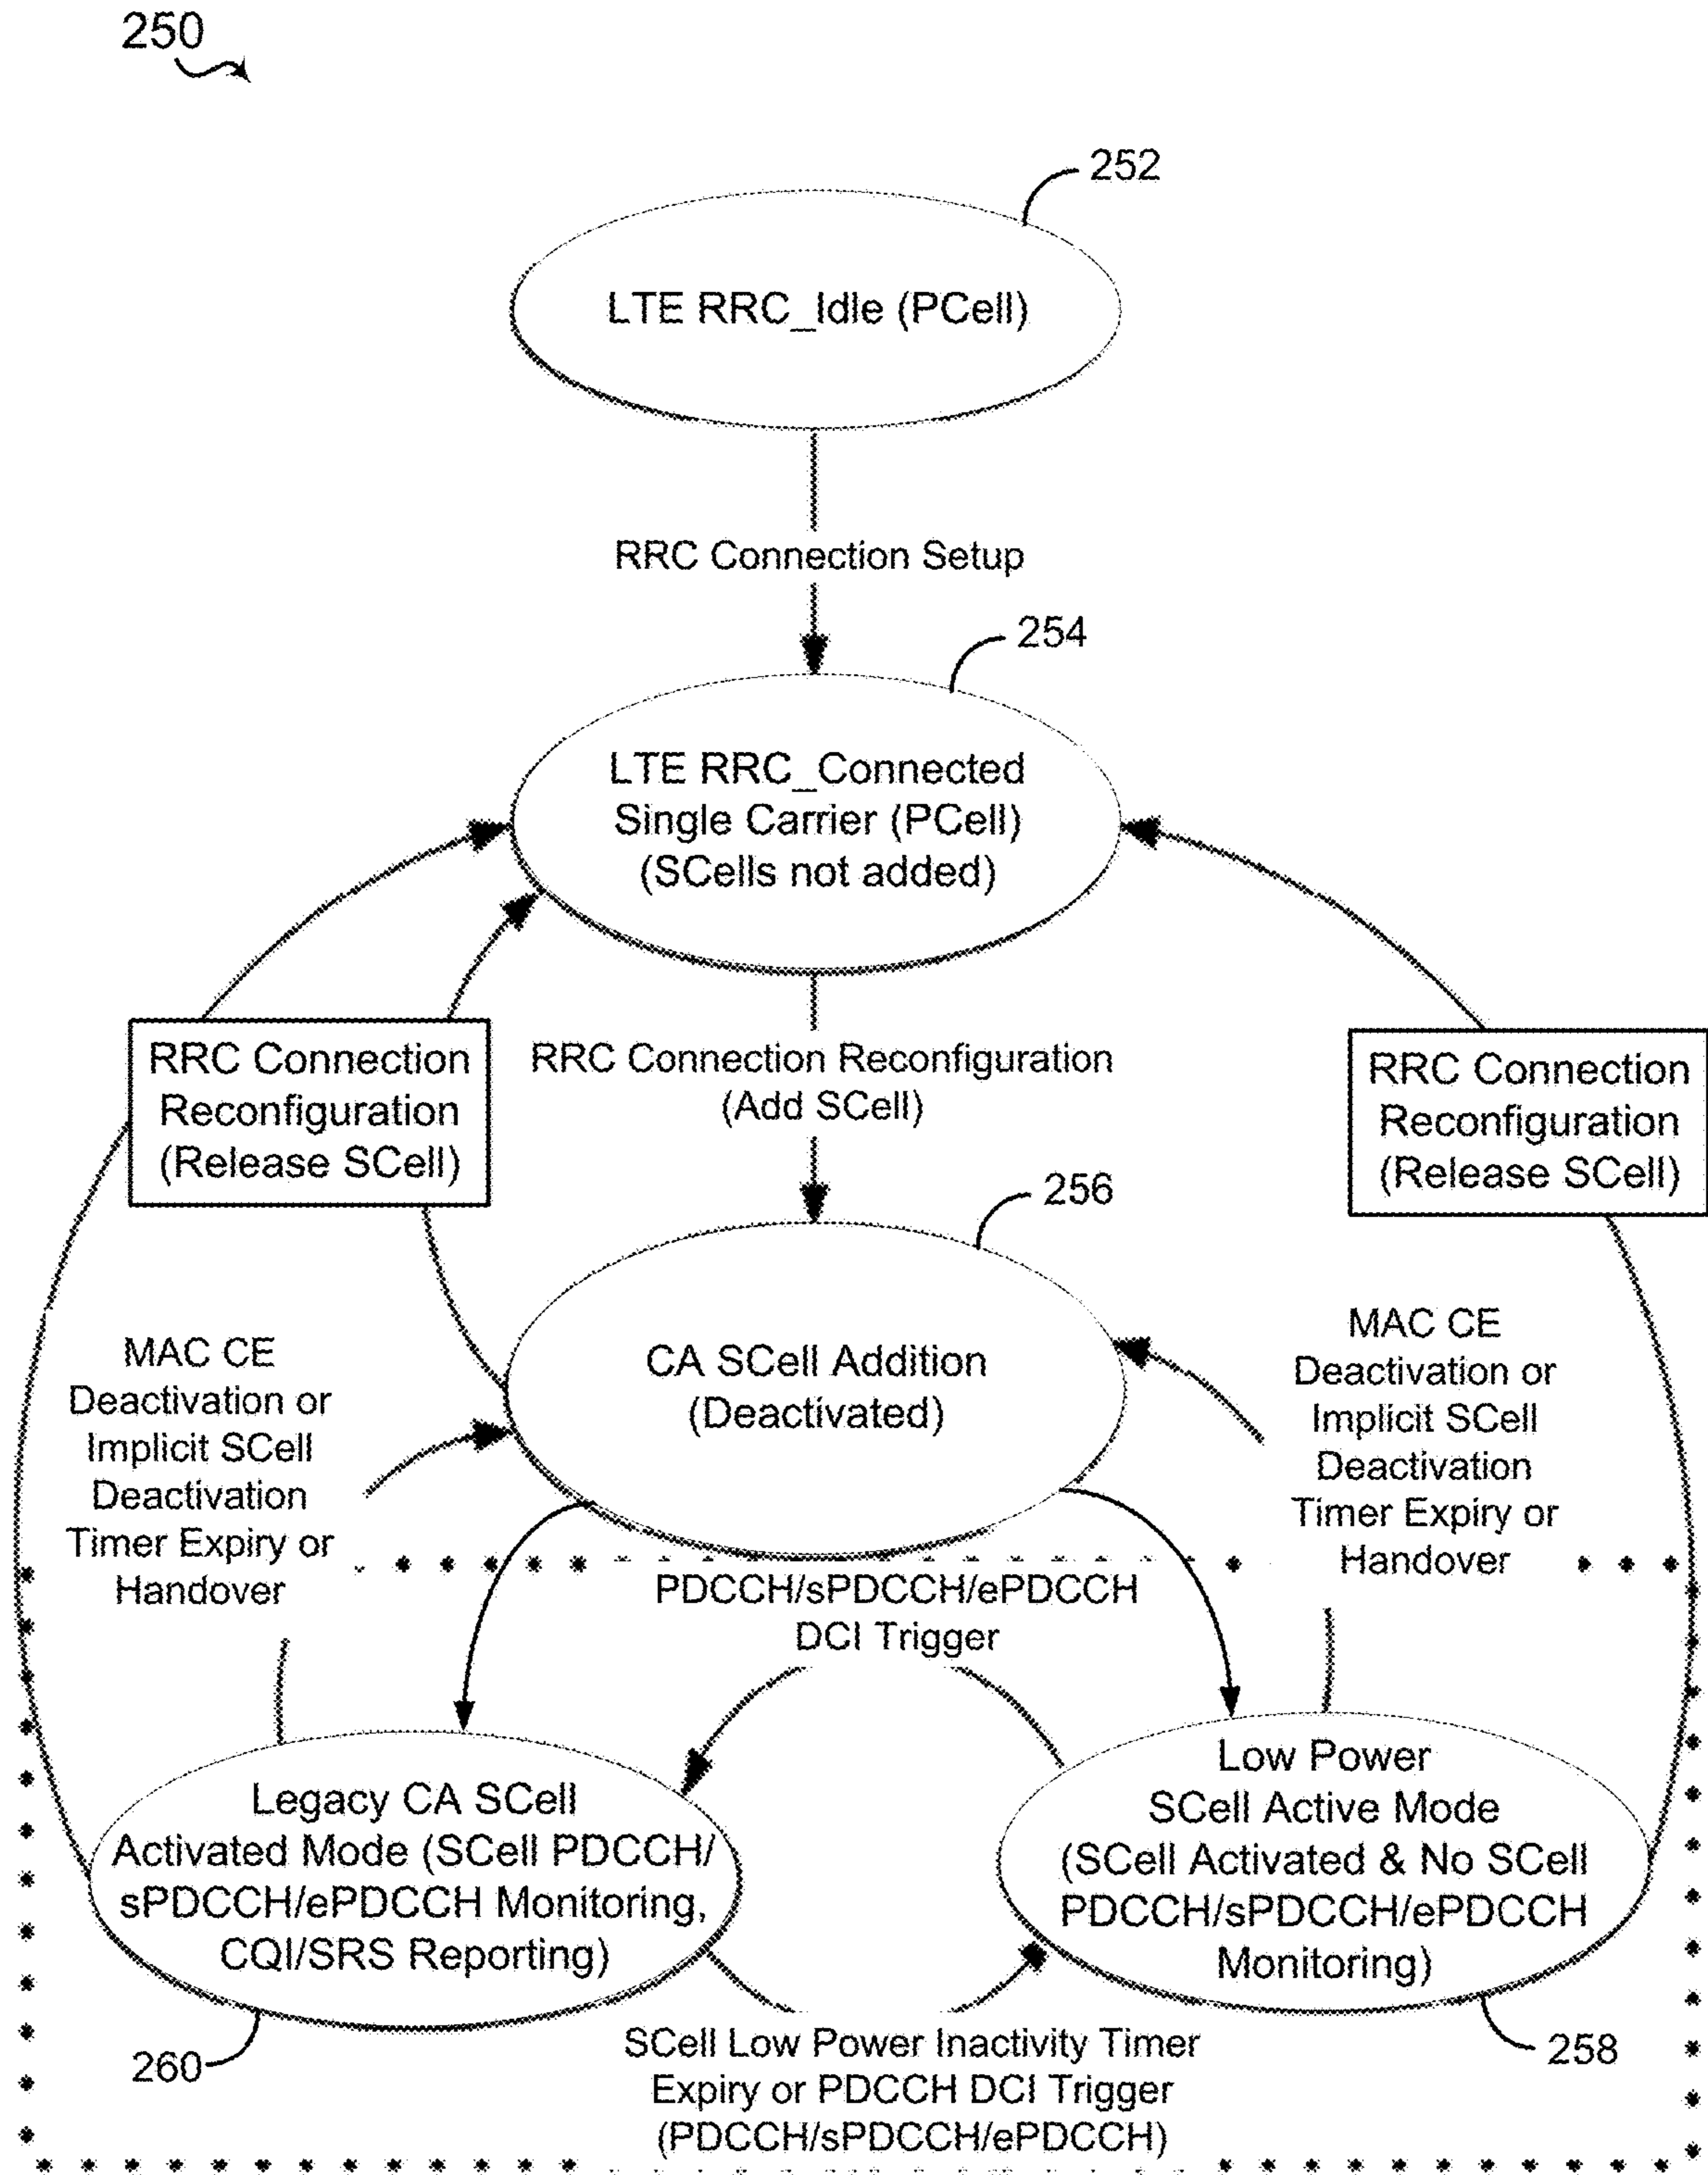 250
252
LTE RRC_Idle (PCell)
RRC Connection Setup
254
LTE RRC_Connected
Single Carrier (PCell)
(SCells not added)
RRC Connection
Reconfiguration
(Release SCell)
RRC Connection Reconfiguration
(Add SCell)
RRC Connection
Reconfiguration
(Release SCell)
256
CA SCell Addition
(Deactivated)
MAC CE
Deactivation or
Implicit SCell
Deactivation
Timer Expiry or
Handover
MAC CE
Deactivation or
Implicit SCell
Deactivation
Timer Expiry or
Handover
PDCCH/sPDCCH/ePDCCH
DCI Trigger
Legacy CA SCell
Activated Mode (SCell PDCCH/
sPDCCH/ePDCCH Monitoring,
CQI/SRS Reporting)
Low Power
SCell Active Mode
(SCell Activated & No SCell
PDCCH/sPDCCH/ePDCCH
Monitoring)
260
SCell Low Power Inactivity Timer
Expiry or PDCCH DCI Trigger
(PDCCH/sPDCCH/ePDCCH)
258